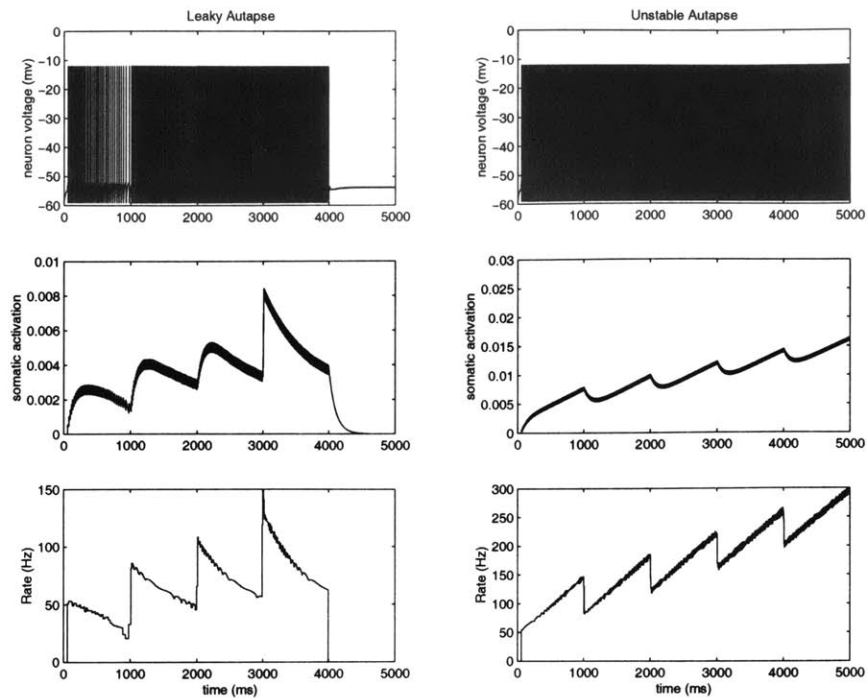 Leaky Autapse
neuron voltage (mv)
0
−10
−20
−30
−40
−50
−60
0 1000 2000 3000 4000 5000
somatic activation
0.01
0.008
0.006
0.004
0.002
0
0 1000 2000 3000 4000 5000
Rate (Hz)
150
100
50
0
0 1000 2000 3000 4000 5000
time (ms)
Unstable Autapse
neuron voltage (mv)
0
−10
−20
−30
−40
−50
−60
0 1000 2000 3000 4000 5000
somatic activation
0.03
0.025
0.02
0.015
0.01
0.005
0
0 1000 2000 3000 4000 5000
Rate (Hz)
300
250
200
150
100
50
0
0 1000 2000 3000 4000 5000
time (ms)